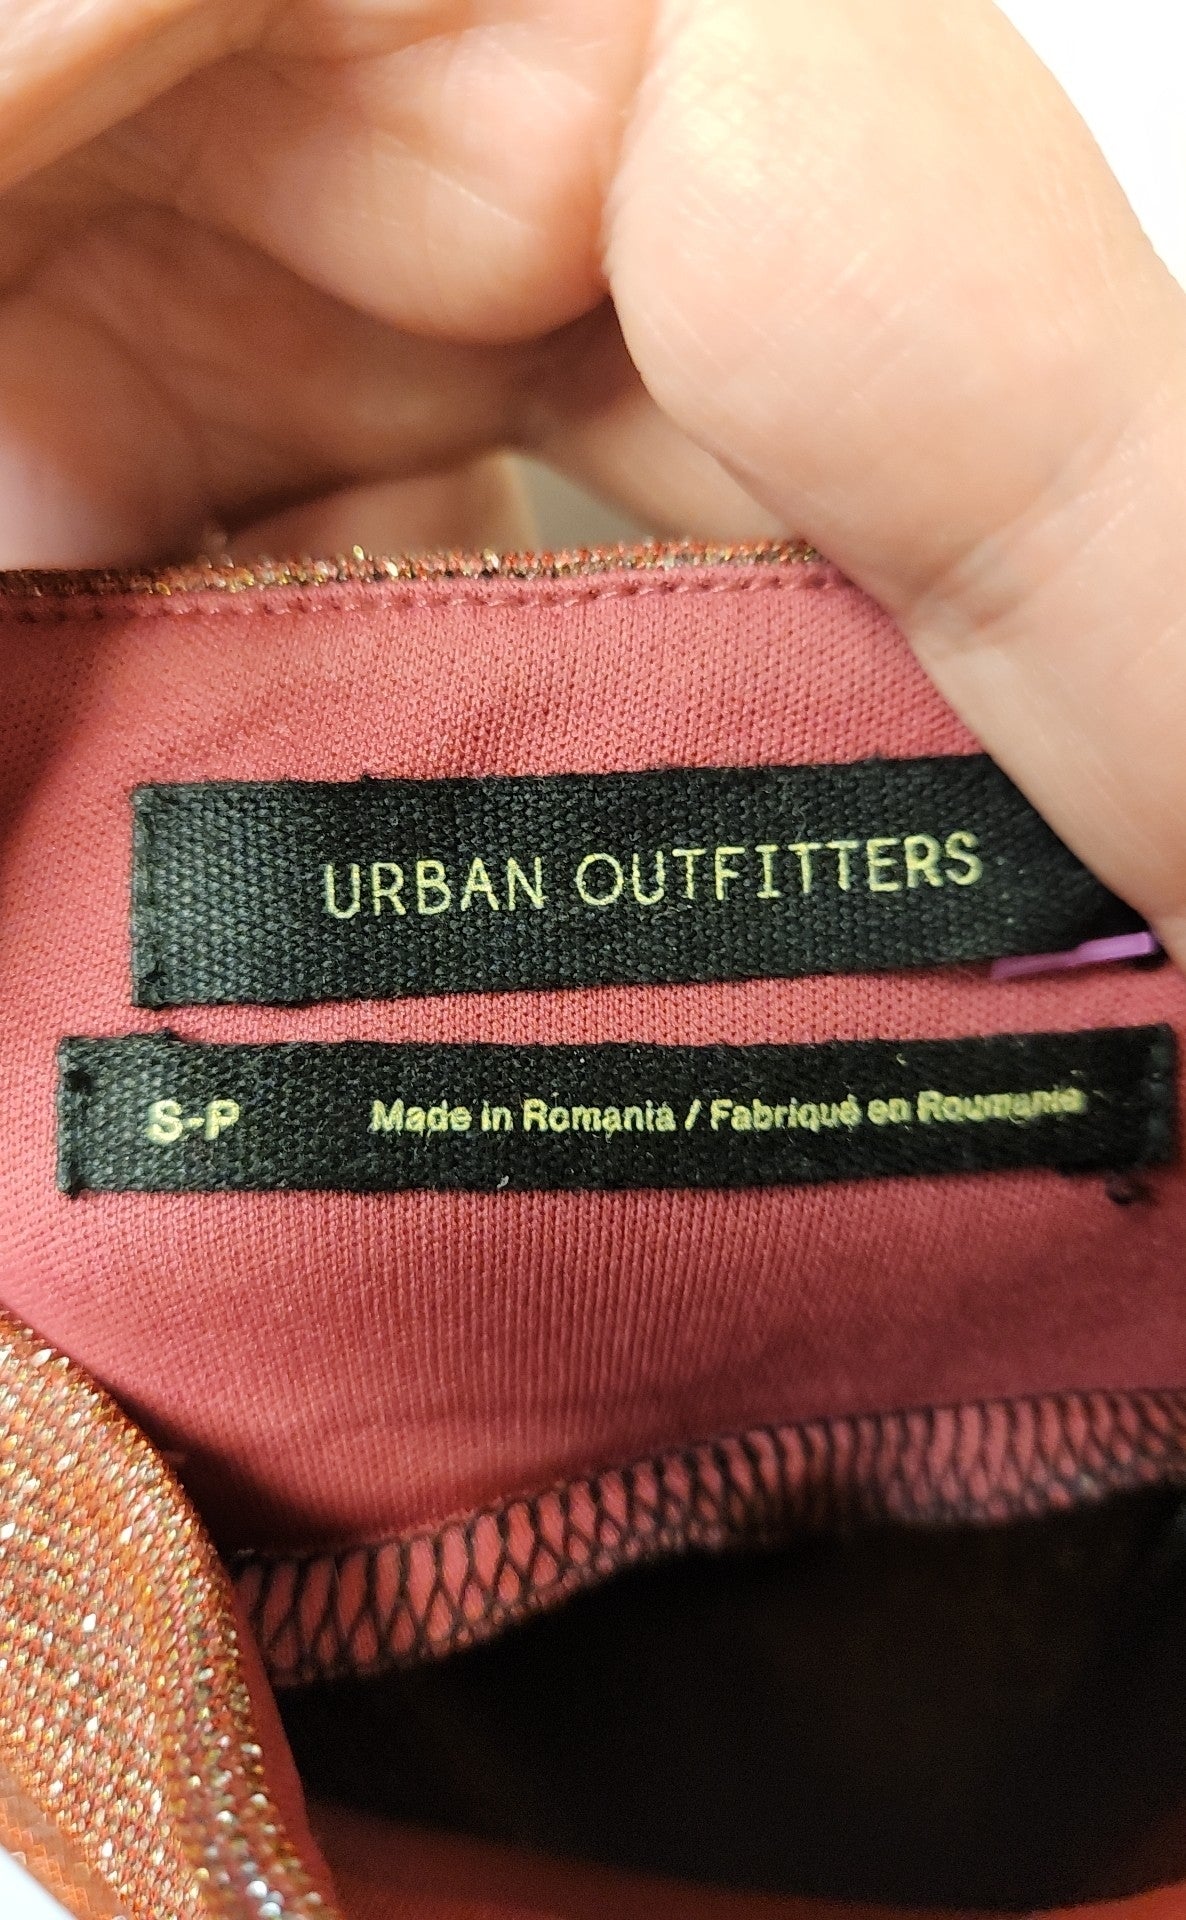 URBAN OUTFITTERS
S-P Made in Romania / Fabriqué en Roumanie